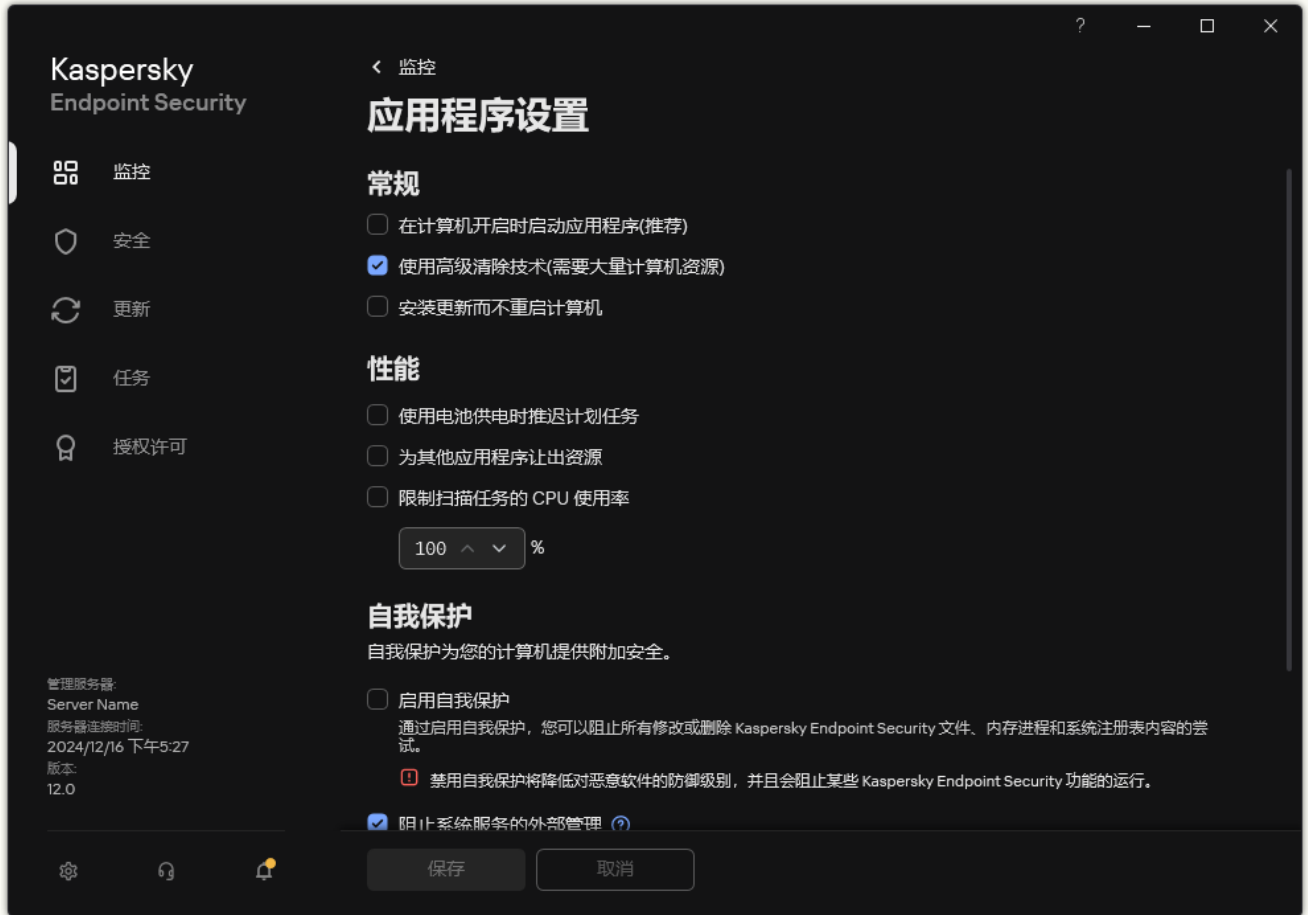 Kaspersky
Endpoint Security
监控
安全
更新
任务
授权许可
管理服务器:
Server Name
服务器连接时间:
2024/12/16 下午5:27
版本:
12.0
?
监控
应用程序设置
常规
在计算机开启时启动应用程序(推荐)
使用高级清除技术(需要大量计算机资源)
安装更新而不重启计算机
性能
使用电池供电时推迟计划任务
为其他应用程序让出资源
限制扫描任务的 CPU 使用率
100 %
自我保护
自我保护为您的计算机提供附加安全。
启用自我保护
通过启用自我保护，您可以阻止所有修改或删除 Kaspersky Endpoint Security 文件、内存进程和系统注册表内容的尝
试。
禁用自我保护将降低对恶意软件的防御级别，并且会阻止某些 Kaspersky Endpoint Security 功能的运行。
阻止系统服务的外部管理 ?
保存
取消